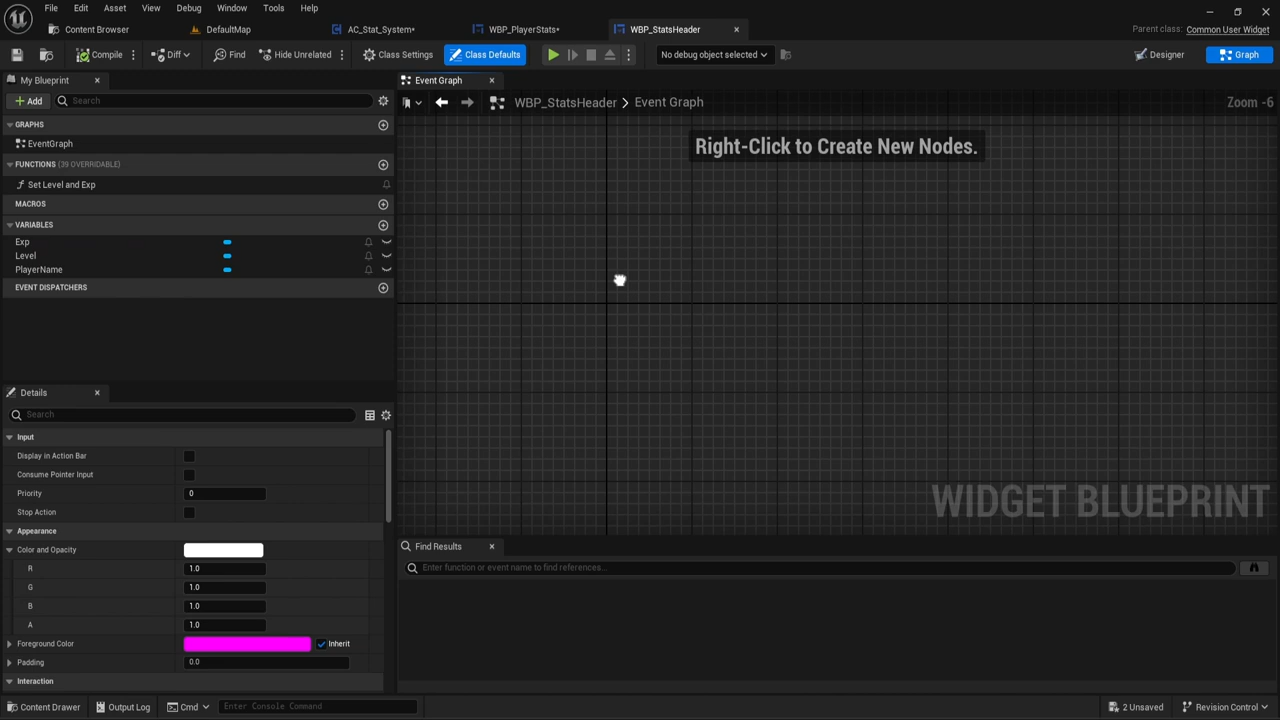 File Edit Asset View Debug Window Tools Help
Content Browser DefaultMap AC_Stat_System* WBP_PlayerStats* WBP_StatsHeader Parent class: Common User Widget
Compile Diff Find Hide Unrelated Class Settings Class Defaults No debug object selected Designer Graph
My Blueprint Event Graph
Add Search WBP_StatsHeader > Event Graph Zoom -6
GRAPHS
EventGraph
Right-Click to Create New Nodes.
FUNCTIONS (39 OVERRIDABLE)
Set Level and Exp
MACROS
VARIABLES
Exp
Level
PlayerName
EVENT DISPATCHERS
Details
Search
Input
Display in Action Bar
Consume Pointer Input
Priority 0
Stop Action
WIDGET BLUEPRINT
Appearance
Color and Opacity
Find Results
R 1.0
Enter function or event name to find references...
G 1.0
B 1.0
A 1.0
Foreground Color Inherit
Padding 0.0
Interaction
Content Drawer Output Log Cmd Enter Console Command 2 Unsaved Revision Control